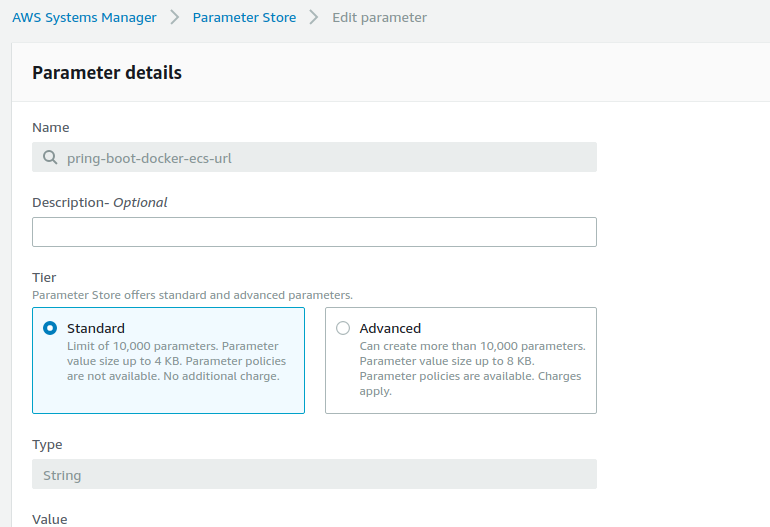 AWS Systems Manager > Parameter Store > Edit parameter
Parameter details
Name
pring-boot-docker-ecs-url
Description- Optional
Tier
Parameter Store offers standard and advanced parameters.
Standard
Limit of 10,000 parameters. Parameter
value size up to 4 KB. Parameter policies
are not available. No additional charge.
Advanced
Can create more than 10,000 parameters.
Parameter value size up to 8 KB.
Parameter policies are available. Charges
apply.
Type
String
Value